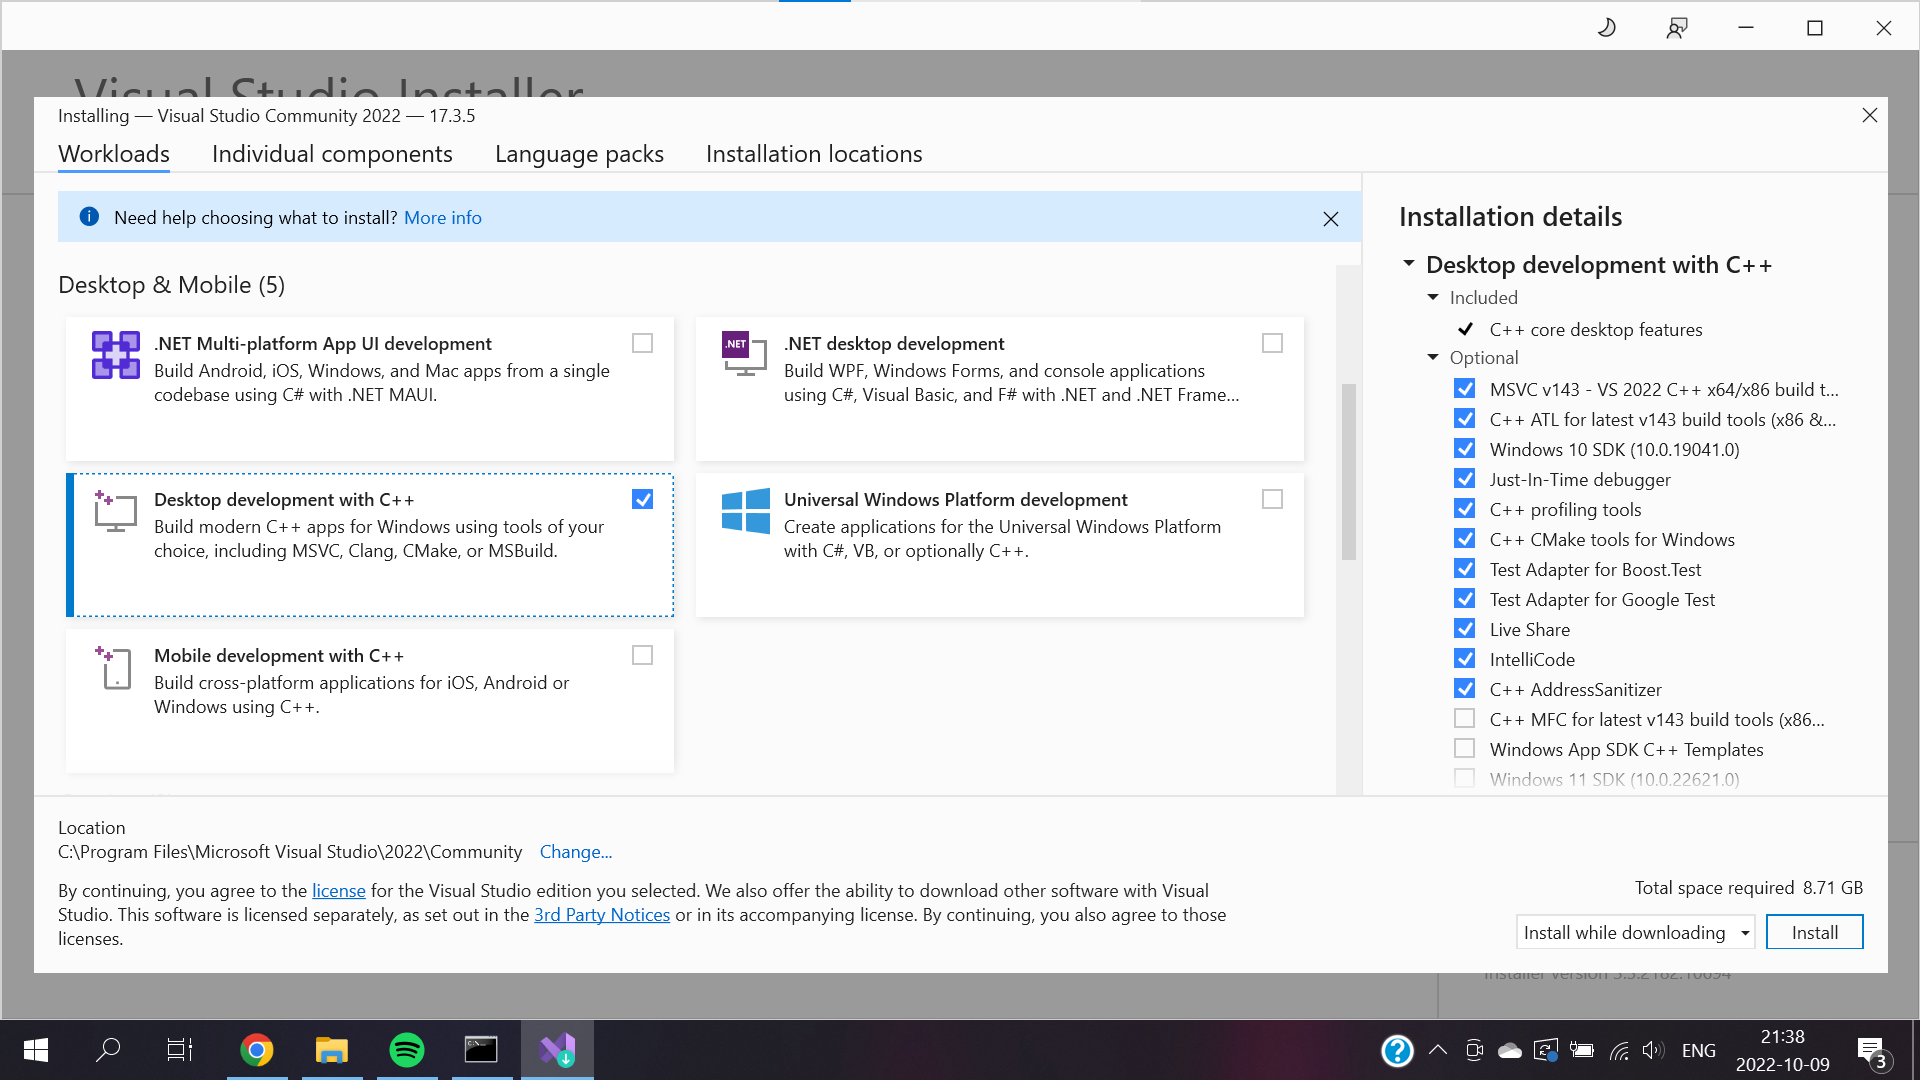 Visual Studio Installer
Installing — Visual Studio Community 2022 — 17.3.5
Workloads
Individual components
Language packs
Installation locations
Need help choosing what to install? More info
Desktop & Mobile (5)
.NET Multi-platform App UI development
Build Android, iOS, Windows, and Mac apps from a single
codebase using C# with .NET MAUI.
.NET
.NET desktop development
Build WPF, Windows Forms, and console applications
using C#, Visual Basic, and F# with .NET and .NET Frame...
Desktop development with C++
Build modern C++ apps for Windows using tools of your
choice, including MSVC, Clang, CMake, or MSBuild.
Universal Windows Platform development
Create applications for the Universal Windows Platform
with C#, VB, or optionally C++.
Mobile development with C++
Build cross-platform applications for iOS, Android or
Windows using C++.
Installation details
Desktop development with C++
Included
C++ core desktop features
Optional
MSVC v143 - VS 2022 C++ x64/x86 build t...
C++ ATL for latest v143 build tools (x86 &...
Windows 10 SDK (10.0.19041.0)
Just-In-Time debugger
C++ profiling tools
C++ CMake tools for Windows
Test Adapter for Boost.Test
Test Adapter for Google Test
Live Share
IntelliCode
C++ AddressSanitizer
C++ MFC for latest v143 build tools (x86...
Windows App SDK C++ Templates
Windows 11 SDK (10.0.22621.0)
Location
C:\Program Files\Microsoft Visual Studio\2022\Community Change...
By continuing, you agree to the license for the Visual Studio edition you selected. We also offer the ability to download other software with Visual
Studio. This software is licensed separately, as set out in the 3rd Party Notices or in its accompanying license. By continuing, you also agree to those
licenses.
Total space required 8.71 GB
Install while downloading
Install
Installer version 3.3.2182.10694
ENG
21:38
2022-10-09
3